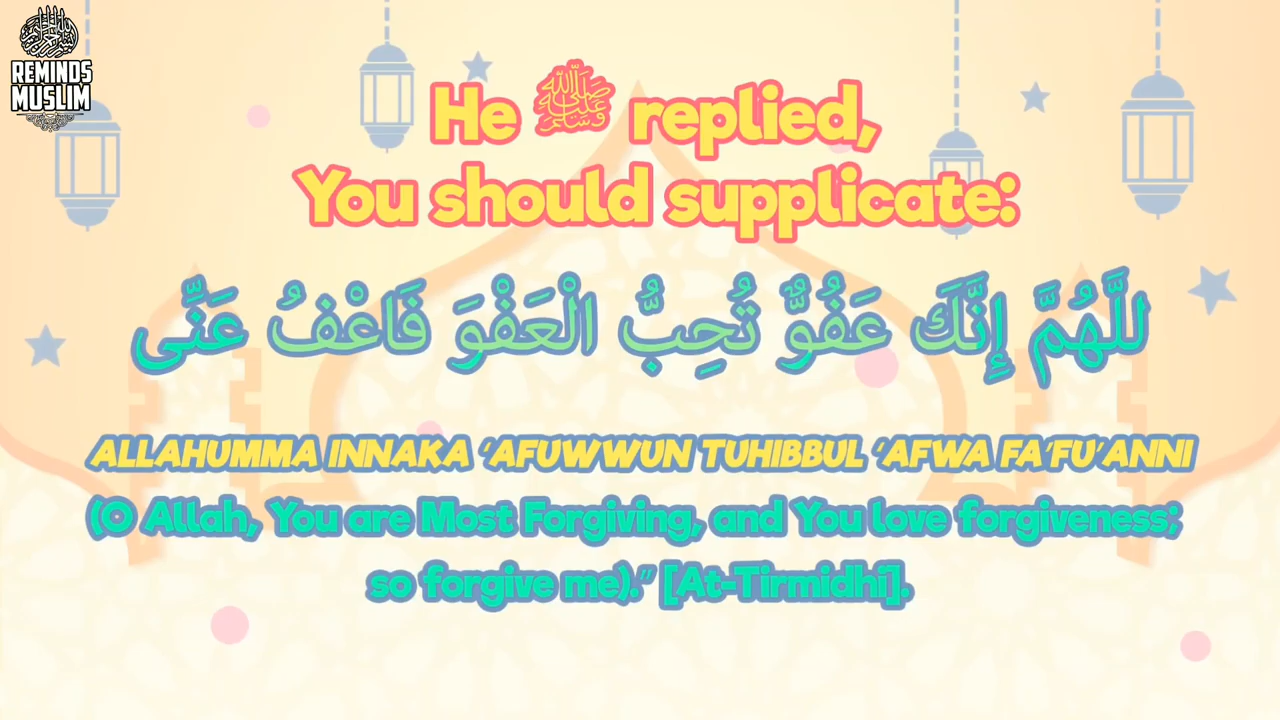 REMINDS
MUSLIM
He ﷺ replied,
You should supplicate:
للَّهُمَّ إِنَّكَ عَفُوٌّ تُحِبُّ الْعَفْوَ فَاعْفُ عَنَّى
ALLAHUMMA INNAKA ‘AFUWWUN TUHIBBUL ‘AFWA FA’FU’ANNI
(O Allah, You are Most Forgiving, and You love forgiveness;
so forgive me).” [At-Tirmidhi].